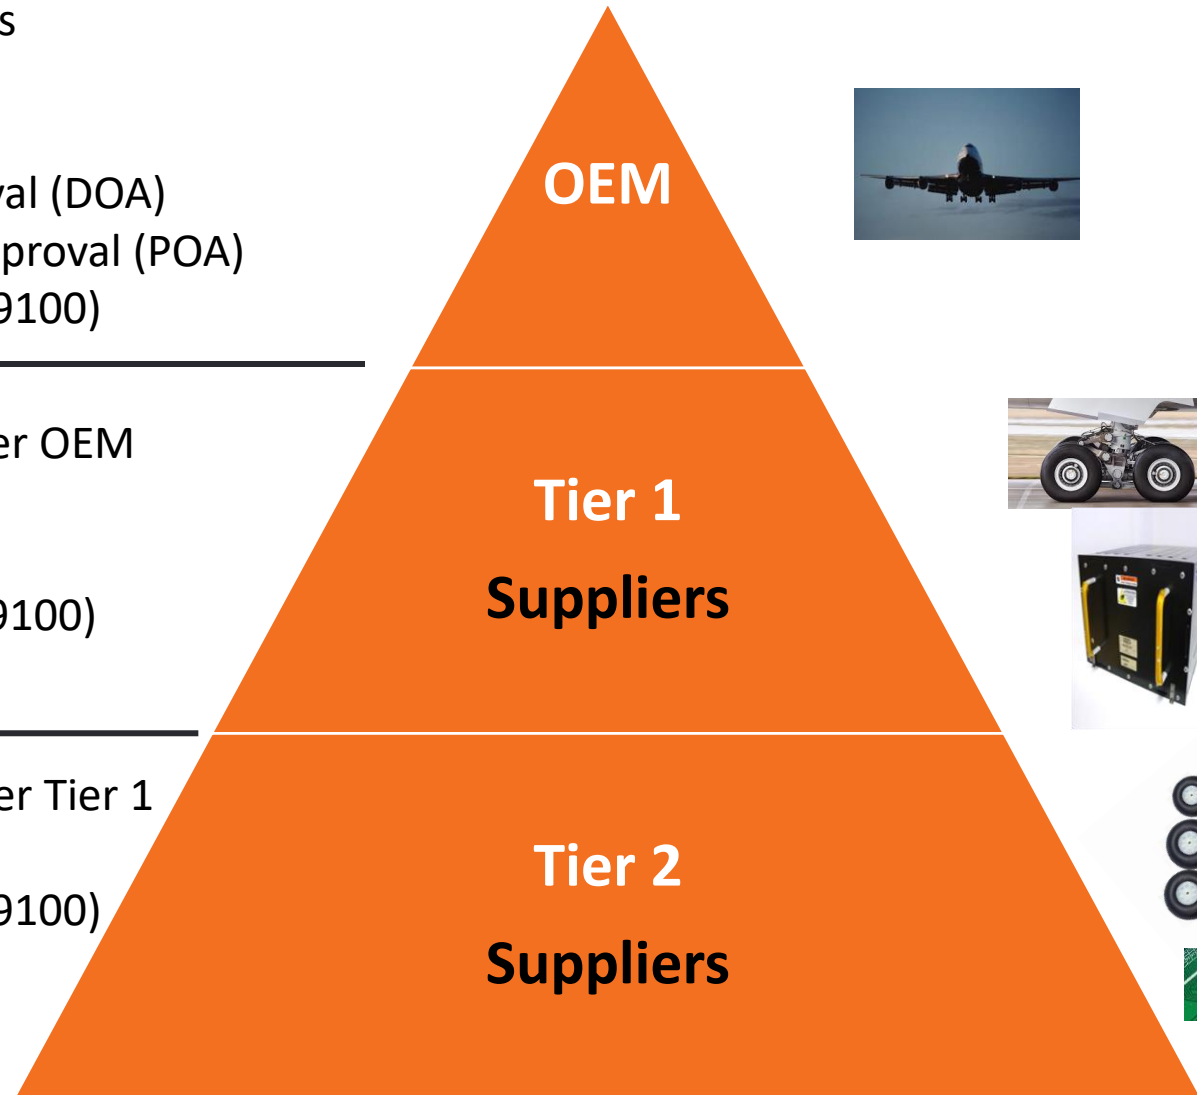 s
val (DOA)
proval (POA)
9100)
OEM
er OEM
9100)
Tier 1
Suppliers
er Tier 1
9100)
Tier 2
Suppliers